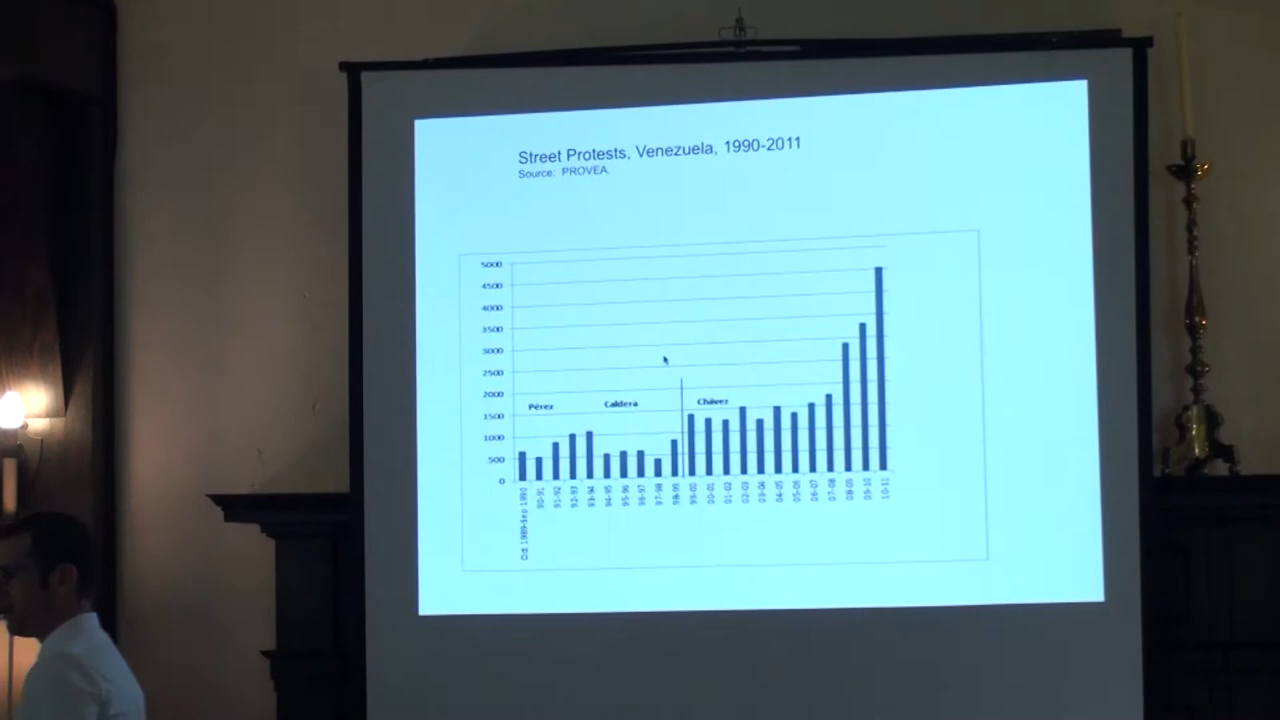 Street Protests, Venezuela, 1990-2011
Source: PROVEA.
5000
4500
4000
3500
3000
2500
2000
1500
1000
500
0
Pérez Caldera Chávez
Oct 1989-Sep 1990 90-91 91-92 92-93 93-94 94-95 95-96 96-97 97-98 98-99 99-00 00-01 01-02 02-03 03-04 04-05 05-06 06-07 07-08 08-09 09-10 10-11